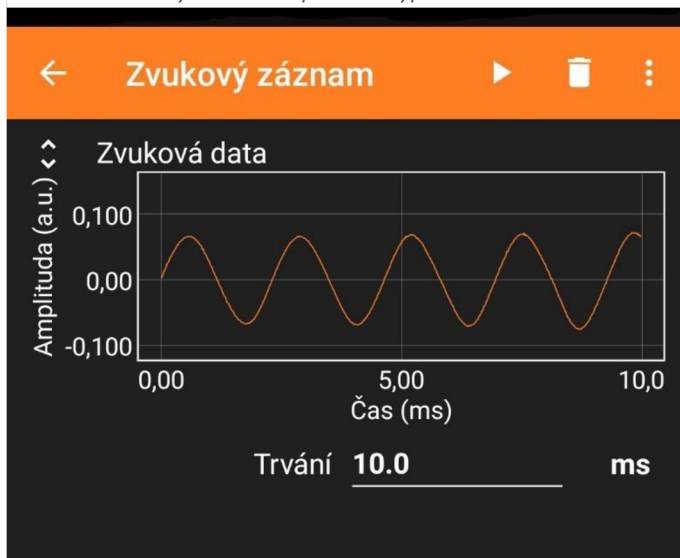 Zvukový záznam
Zvuková data
Amplituda (a.u.)
0,100
0,00
-0,100
0,00 5,00 10,0
Čas (ms)
Trvání 10.0 ms